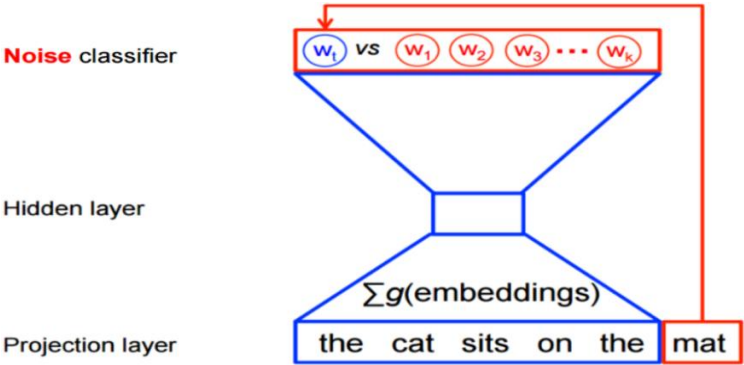 Noise classifier
wt vs w1 w2 w3 ... wk
Hidden layer
∑g(embeddings)
Projection layer
the cat sits on the mat